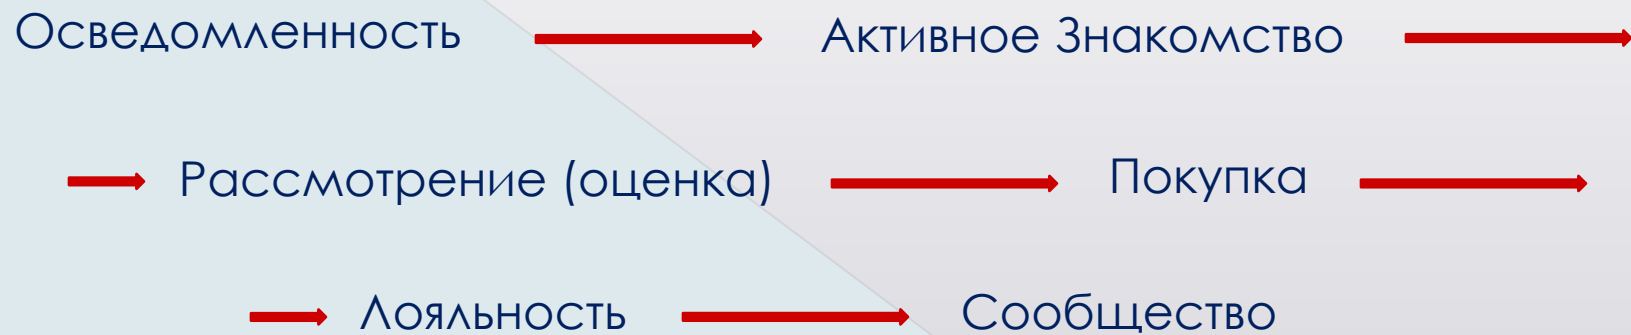 Осведомленность Активное Знакомство
Рассмотрение (оценка) Покупка
Лояльность Сообщество